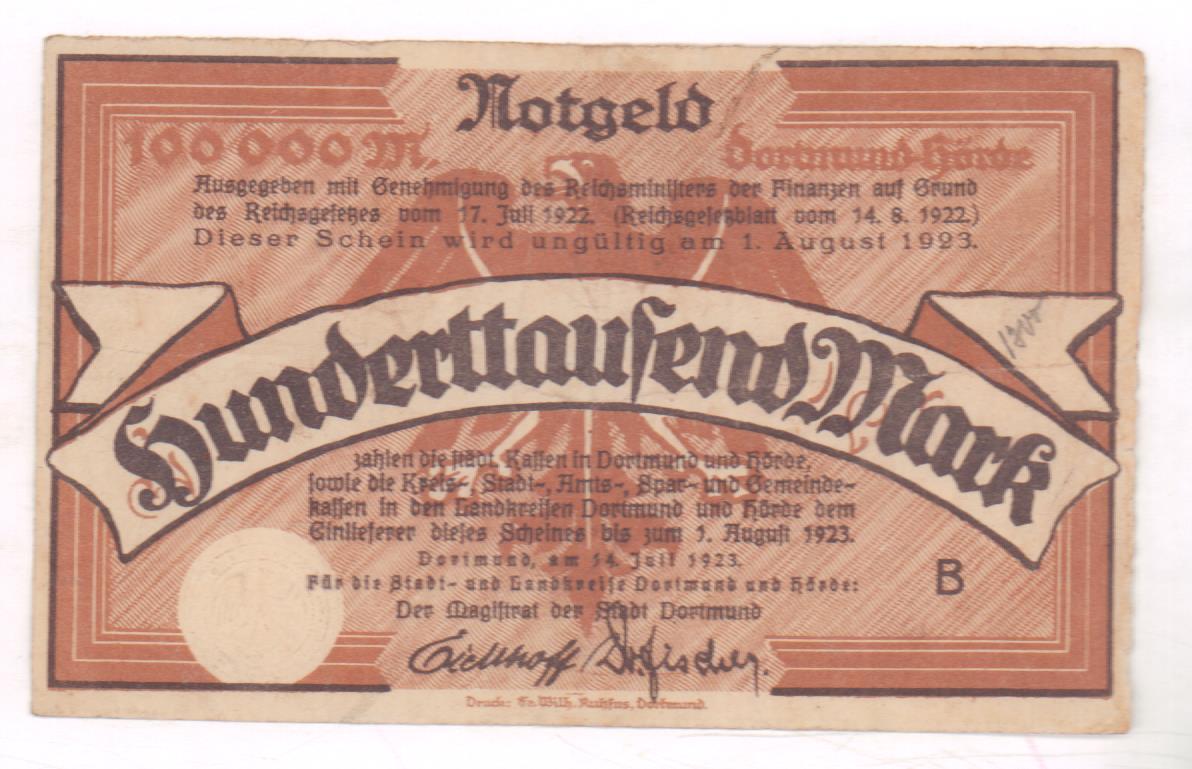 Notgeld
100000 M.
Dortmund-Hörde
Ausgegeben mit Genehmigung des Reichsministers der Finanzen auf Grund
des Reichsgesetzes vom 17. Juli 1922. (Reichsgesetzblatt vom 14. 8. 1922.)
Dieser Schein wird ungültig am 1. August 1923.
Hunderttausend Mark
zahlen die städt. Kassen in Dortmund und Hörde,
sowie die Kreis-, Stadt-, Amts-, Spar- und Gemeinde-
kassen in den Landkreisen Dortmund und Hörde dem
Einlieferer dieses Scheines bis zum 1. August 1923.
Dortmund, am 14. Juli 1923.
Für die Stadt- und Landkreise Dortmund und Hörde:
Der Magistrat der Stadt Dortmund
B
Eichhoff Dr. Fischer.
Druck: Fr. Wilh. Ruhfus, Dortmund.